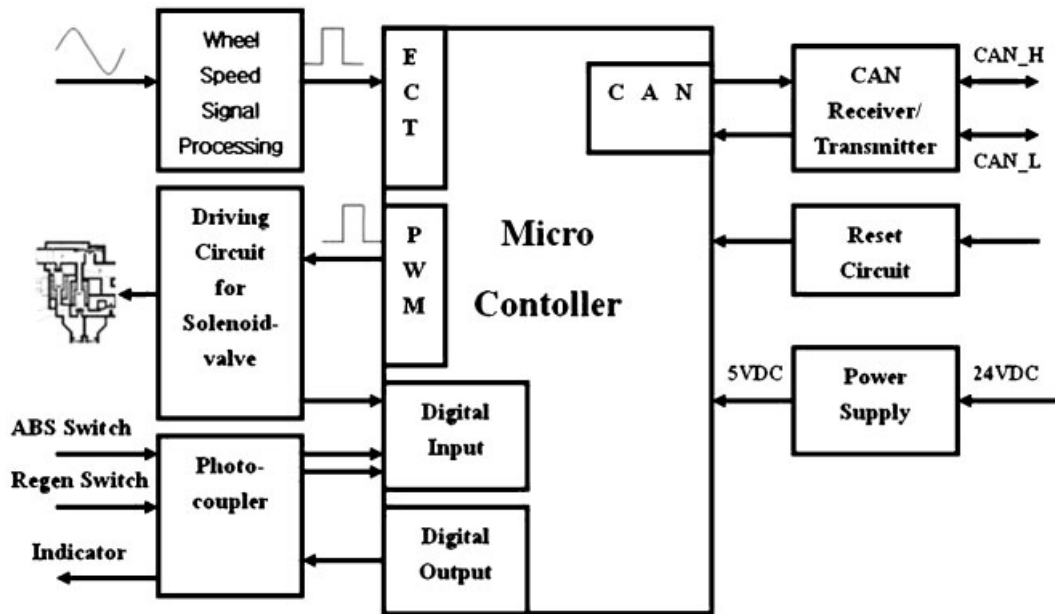 Wheel
Speed
Signal
Processing
E
C
T
C A N
CAN
Receiver/
Transmitter
CAN_H
CAN_L
Driving
Circuit
for
Solenoid-
valve
P
W
M
Micro
Contoller
Reset
Circuit
5VDC
Power
Supply
24VDC
ABS Switch
Regen Switch
Indicator
Photo-
coupler
Digital
Input
Digital
Output